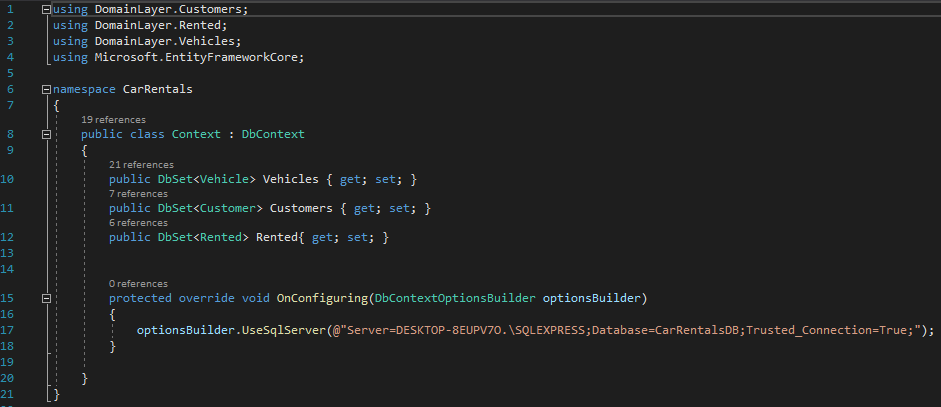 1 using DomainLayer.Customers;
2 using DomainLayer.Rented;
3 using DomainLayer.Vehicles;
4 using Microsoft.EntityFrameworkCore;
5
6 namespace CarRentals
7 {
19 references
8 public class Context : DbContext
9 {
21 references
10 public DbSet<Vehicle> Vehicles { get; set; }
7 references
11 public DbSet<Customer> Customers { get; set; }
6 references
12 public DbSet<Rented> Rented{ get; set; }
13
14
0 references
15 protected override void OnConfiguring(DbContextOptionsBuilder optionsBuilder)
16 {
17 optionsBuilder.UseSqlServer(@"Server=DESKTOP-8EUPV7O.\SQLEXPRESS;Database=CarRentalsDB;Trusted_Connection=True;");
18 }
19
20 }
21 }